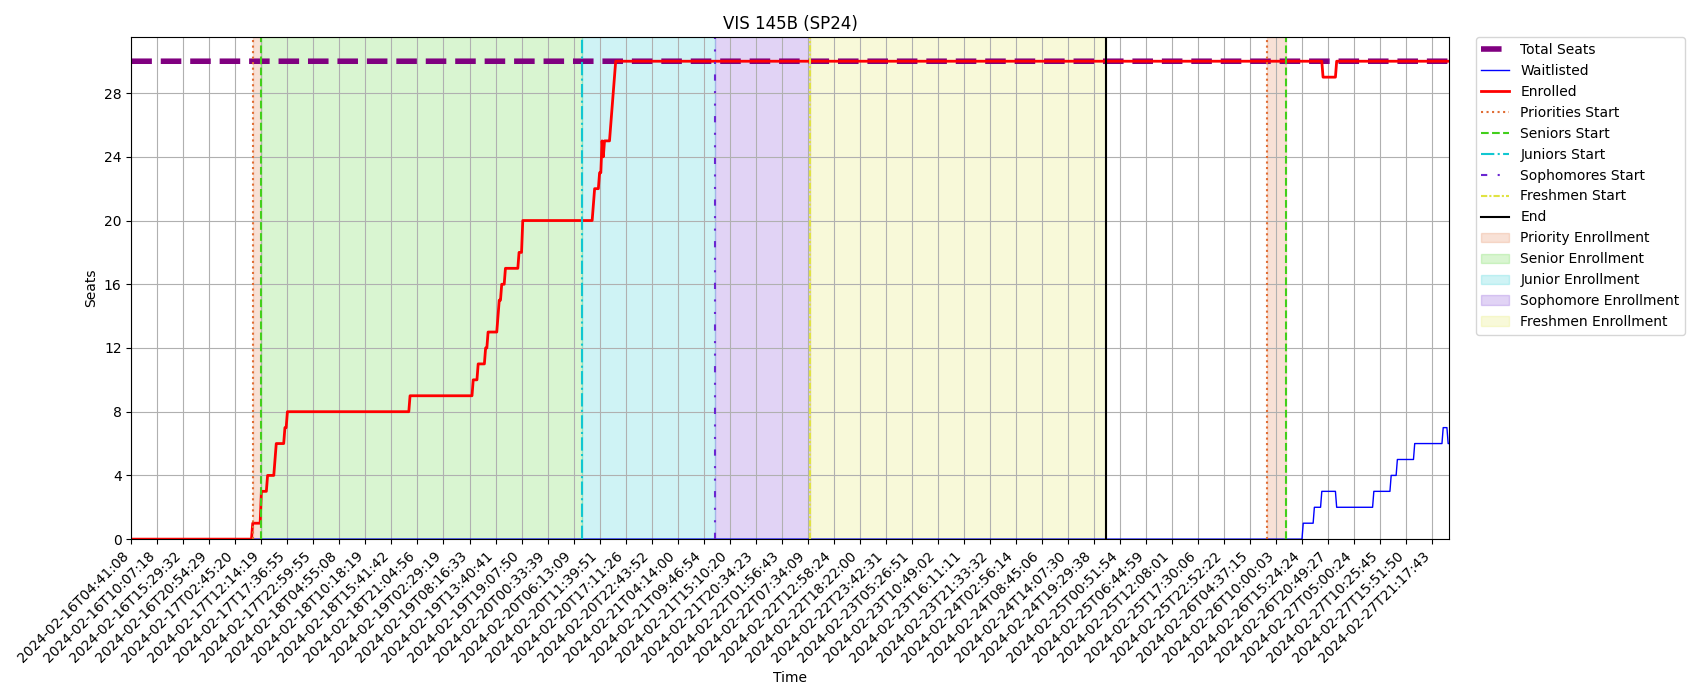 VIS 145B (SP24)
Total Seats
Waitlisted
Enrolled
Priorities Start
Seniors Start
Juniors Start
Sophomores Start
Freshmen Start
End
Priority Enrollment
Senior Enrollment
Junior Enrollment
Sophomore Enrollment
Freshmen Enrollment
Seats
28
24
20
16
12
8
4
0
2024-02-16T04:41:08
2024-02-16T10:07:18
2024-02-16T15:29:32
2024-02-16T20:54:29
2024-02-17T02:45:20
2024-02-17T12:14:19
2024-02-17T17:36:55
2024-02-17T22:59:55
2024-02-18T04:55:08
2024-02-18T10:18:19
2024-02-18T15:41:42
2024-02-18T21:04:56
2024-02-19T02:29:19
2024-02-19T08:16:33
2024-02-19T13:40:41
2024-02-19T19:07:50
2024-02-20T00:33:39
2024-02-20T06:13:09
2024-02-20T11:39:51
2024-02-20T17:11:26
2024-02-20T22:43:52
2024-02-21T04:14:00
2024-02-21T09:46:54
2024-02-21T15:10:20
2024-02-21T20:34:23
2024-02-22T01:56:43
2024-02-22T07:34:09
2024-02-22T12:58:24
2024-02-22T18:22:00
2024-02-22T23:42:31
2024-02-23T05:26:51
2024-02-23T10:49:02
2024-02-23T16:11:11
2024-02-23T21:33:32
2024-02-24T02:56:14
2024-02-24T08:45:06
2024-02-24T14:07:30
2024-02-24T19:29:38
2024-02-25T00:51:54
2024-02-25T06:44:59
2024-02-25T12:08:01
2024-02-25T17:30:06
2024-02-25T22:52:22
2024-02-26T04:37:15
2024-02-26T10:00:03
2024-02-26T15:24:24
2024-02-26T20:49:27
2024-02-27T05:00:24
2024-02-27T10:25:45
2024-02-27T15:51:50
2024-02-27T21:17:43
Time